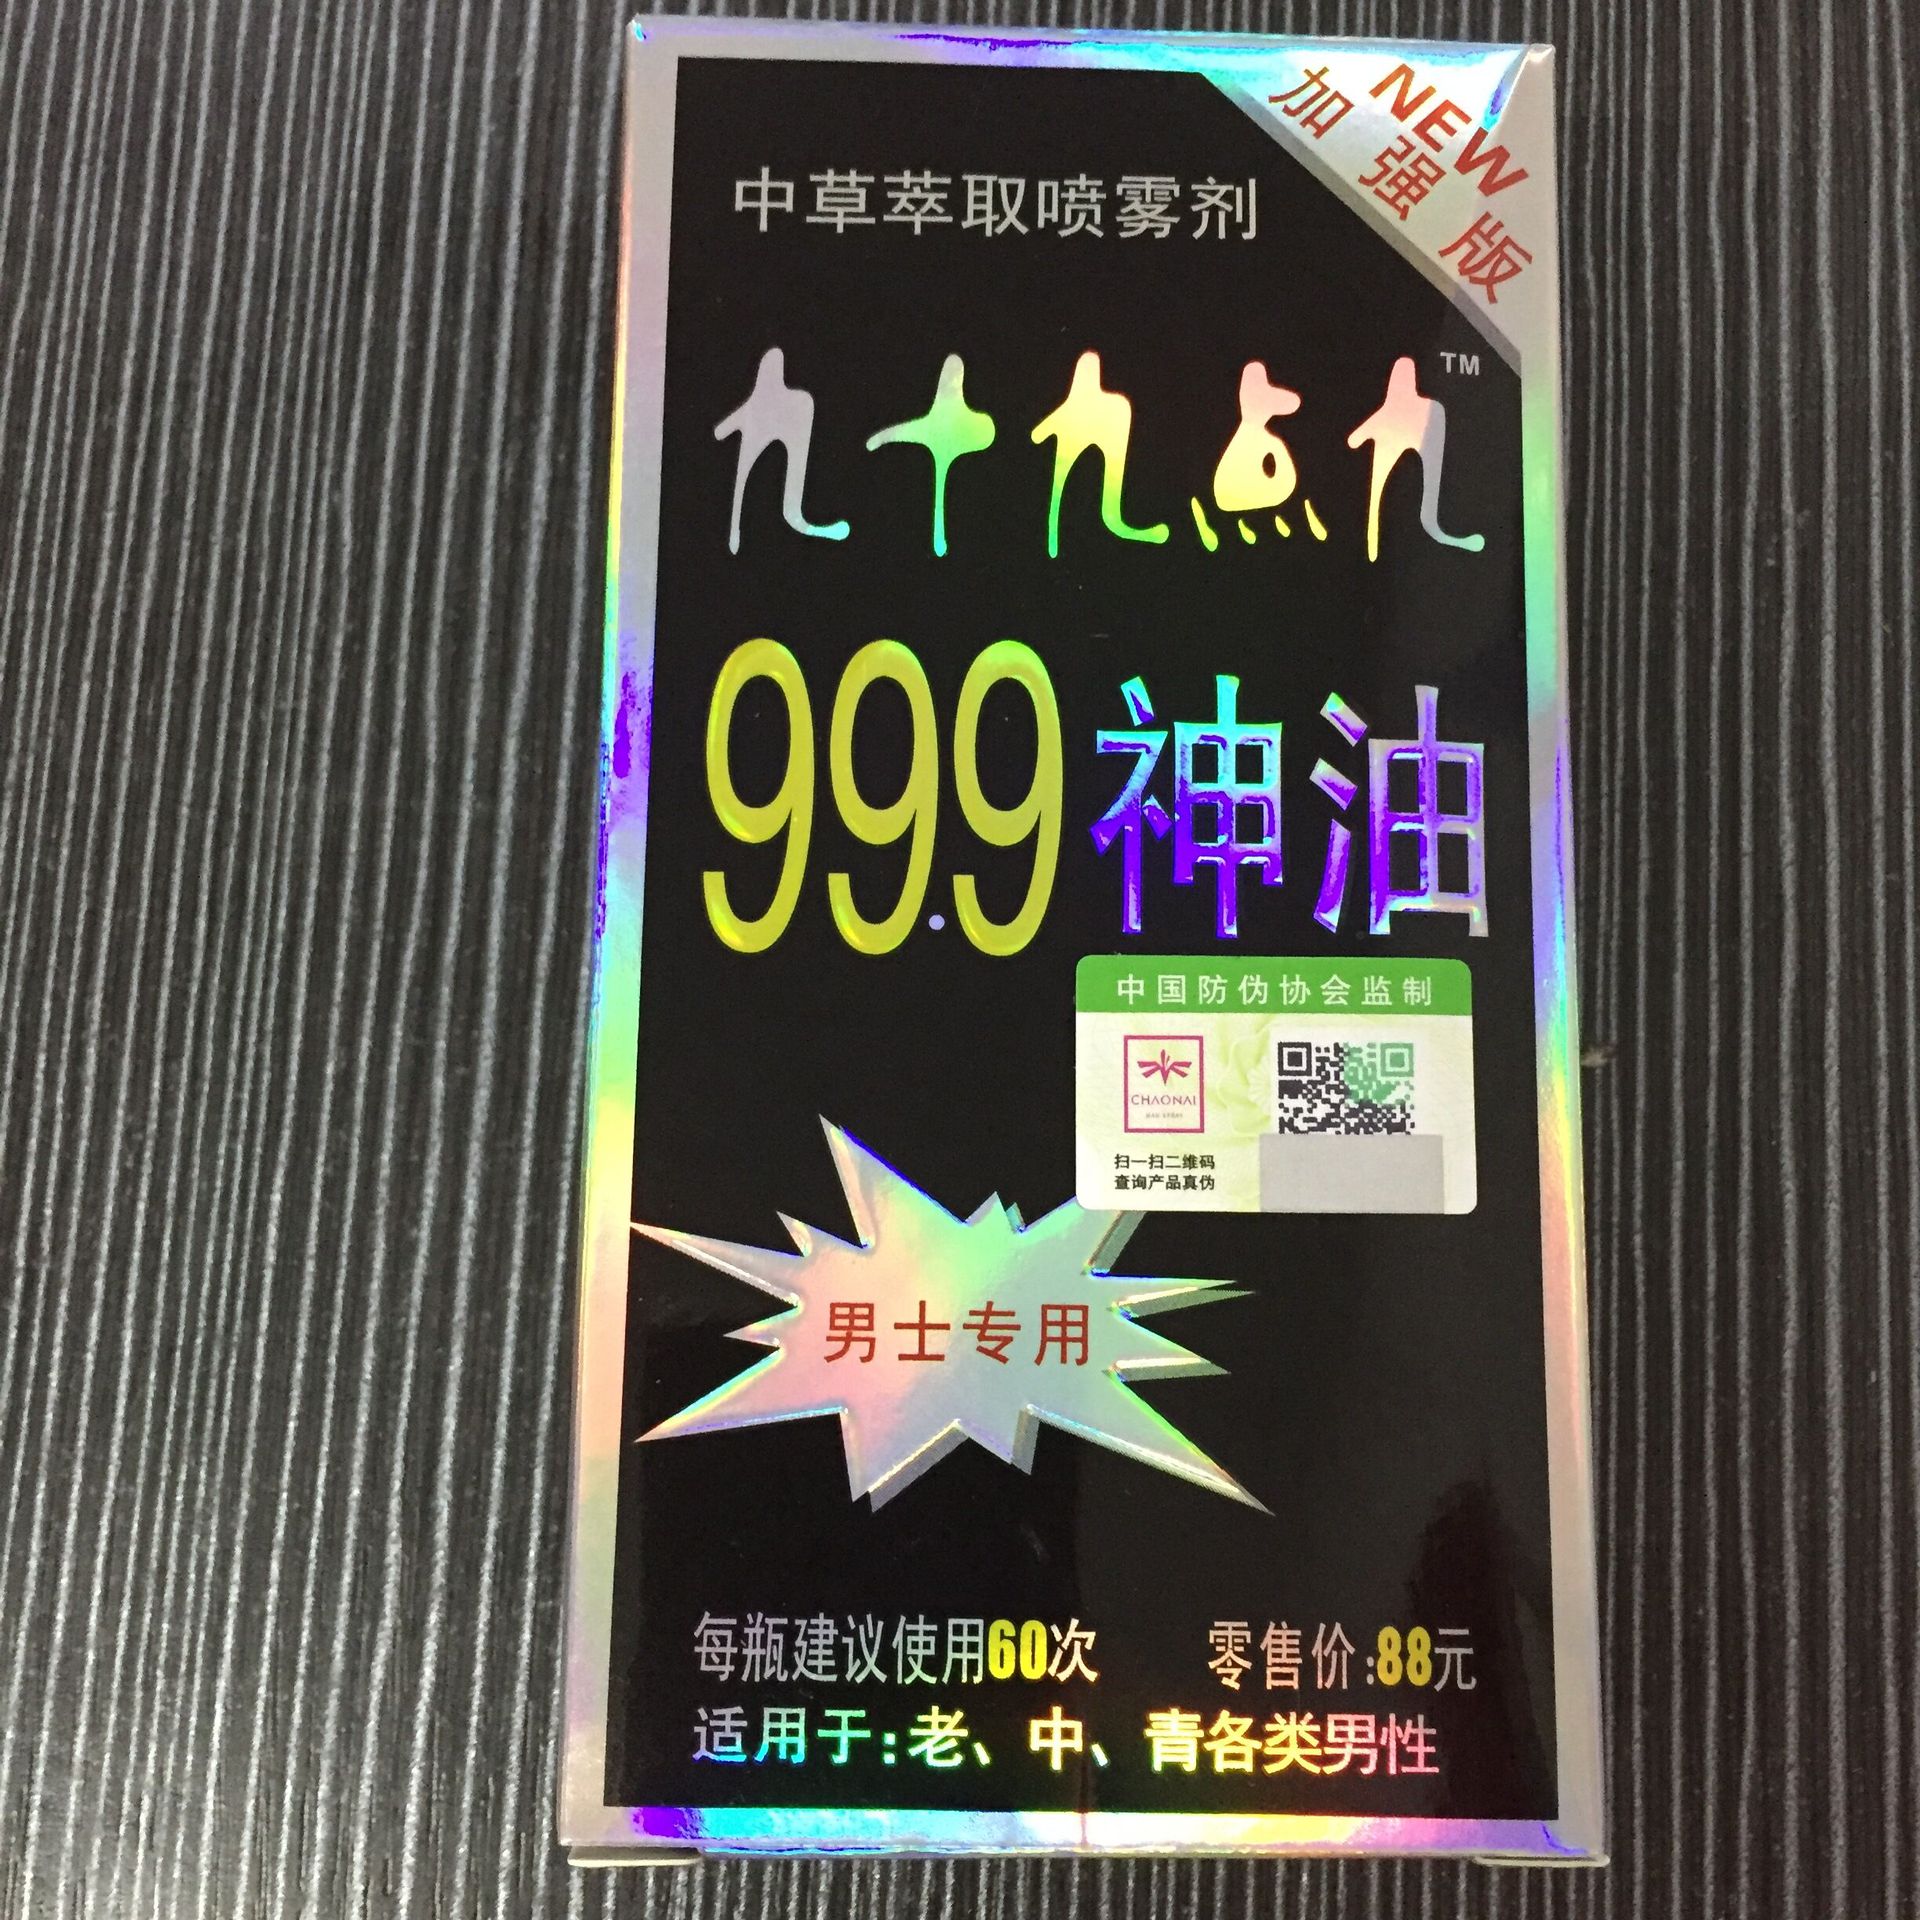 NEW
加强版
中草萃取喷雾剂
九十九点九™
99.9神油
中国防伪协会监制
CHAONAI
扫一扫二维码
查询产品真伪
男士专用
每瓶建议使用60次 零售价:88元
适用于:老、中、青各类男性